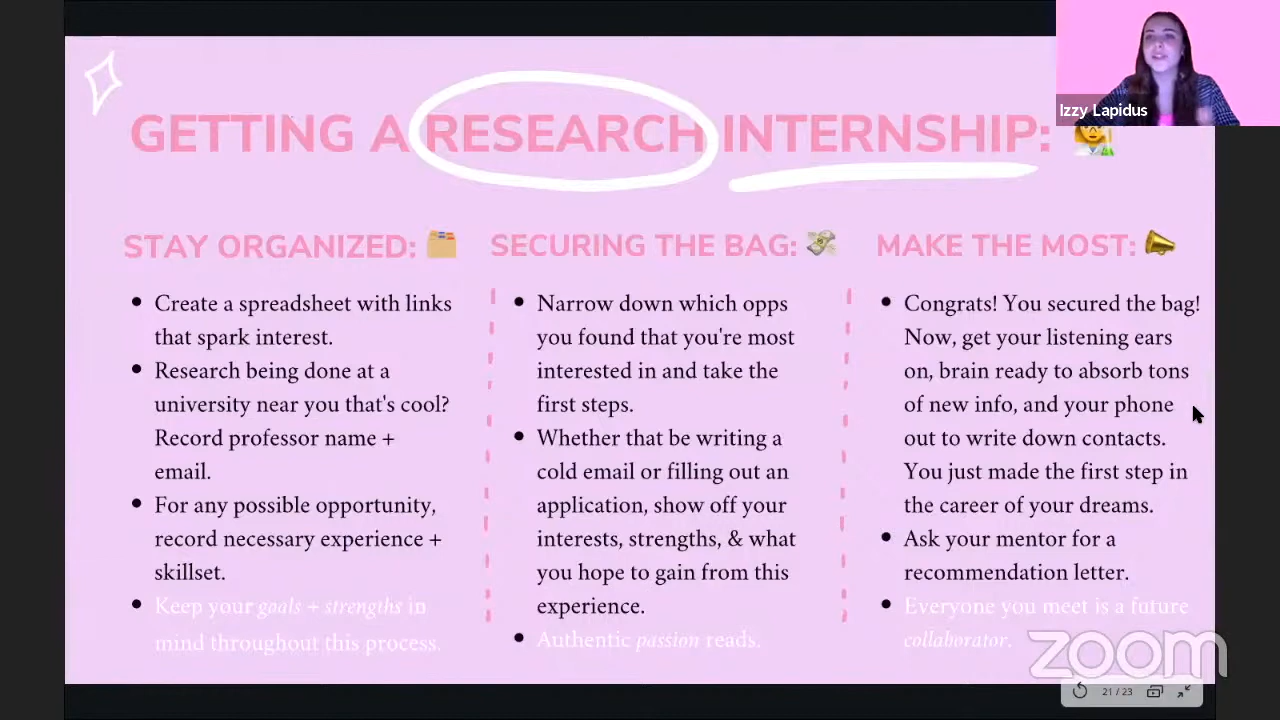 Izzy Lapidus
GETTING A RESEARCH INTERNSHIP:
STAY ORGANIZED:
Create a spreadsheet with links
that spark interest.
Research being done at a
university near you that's cool?
Record professor name +
email.
For any possible opportunity,
record necessary experience +
skillset.
Keep your goals + strengths in
mind throughout this process.
SECURING THE BAG:
Narrow down which opps
you found that you're most
interested in and take the
first steps.
Whether that be writing a
cold email or filling out an
application, show off your
interests, strengths, & what
you hope to gain from this
experience.
Authentic passion reads.
MAKE THE MOST:
Congrats! You secured the bag!
Now, get your listening ears
on, brain ready to absorb tons
of new info, and your phone
out to write down contacts.
You just made the first step in
the career of your dreams.
Ask your mentor for a
recommendation letter.
Everyone you meet is a future
collaborator.
zoom
21 / 23